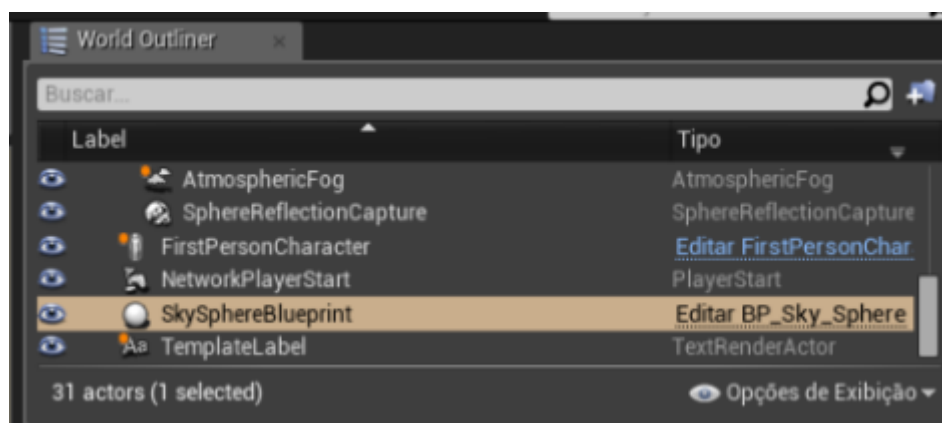 World Outliner
Buscar...
Label Tipo
AtmosphericFog AtmosphericFog
SphereReflectionCapture SphereReflectionCapture
FirstPersonCharacter Editar FirstPersonChar
NetworkPlayerStart PlayerStart
SkySphereBlueprint Editar BP_Sky_Sphere
Aa TemplateLabel TextRenderActor
31 actors (1 selected) Opções de Exibição